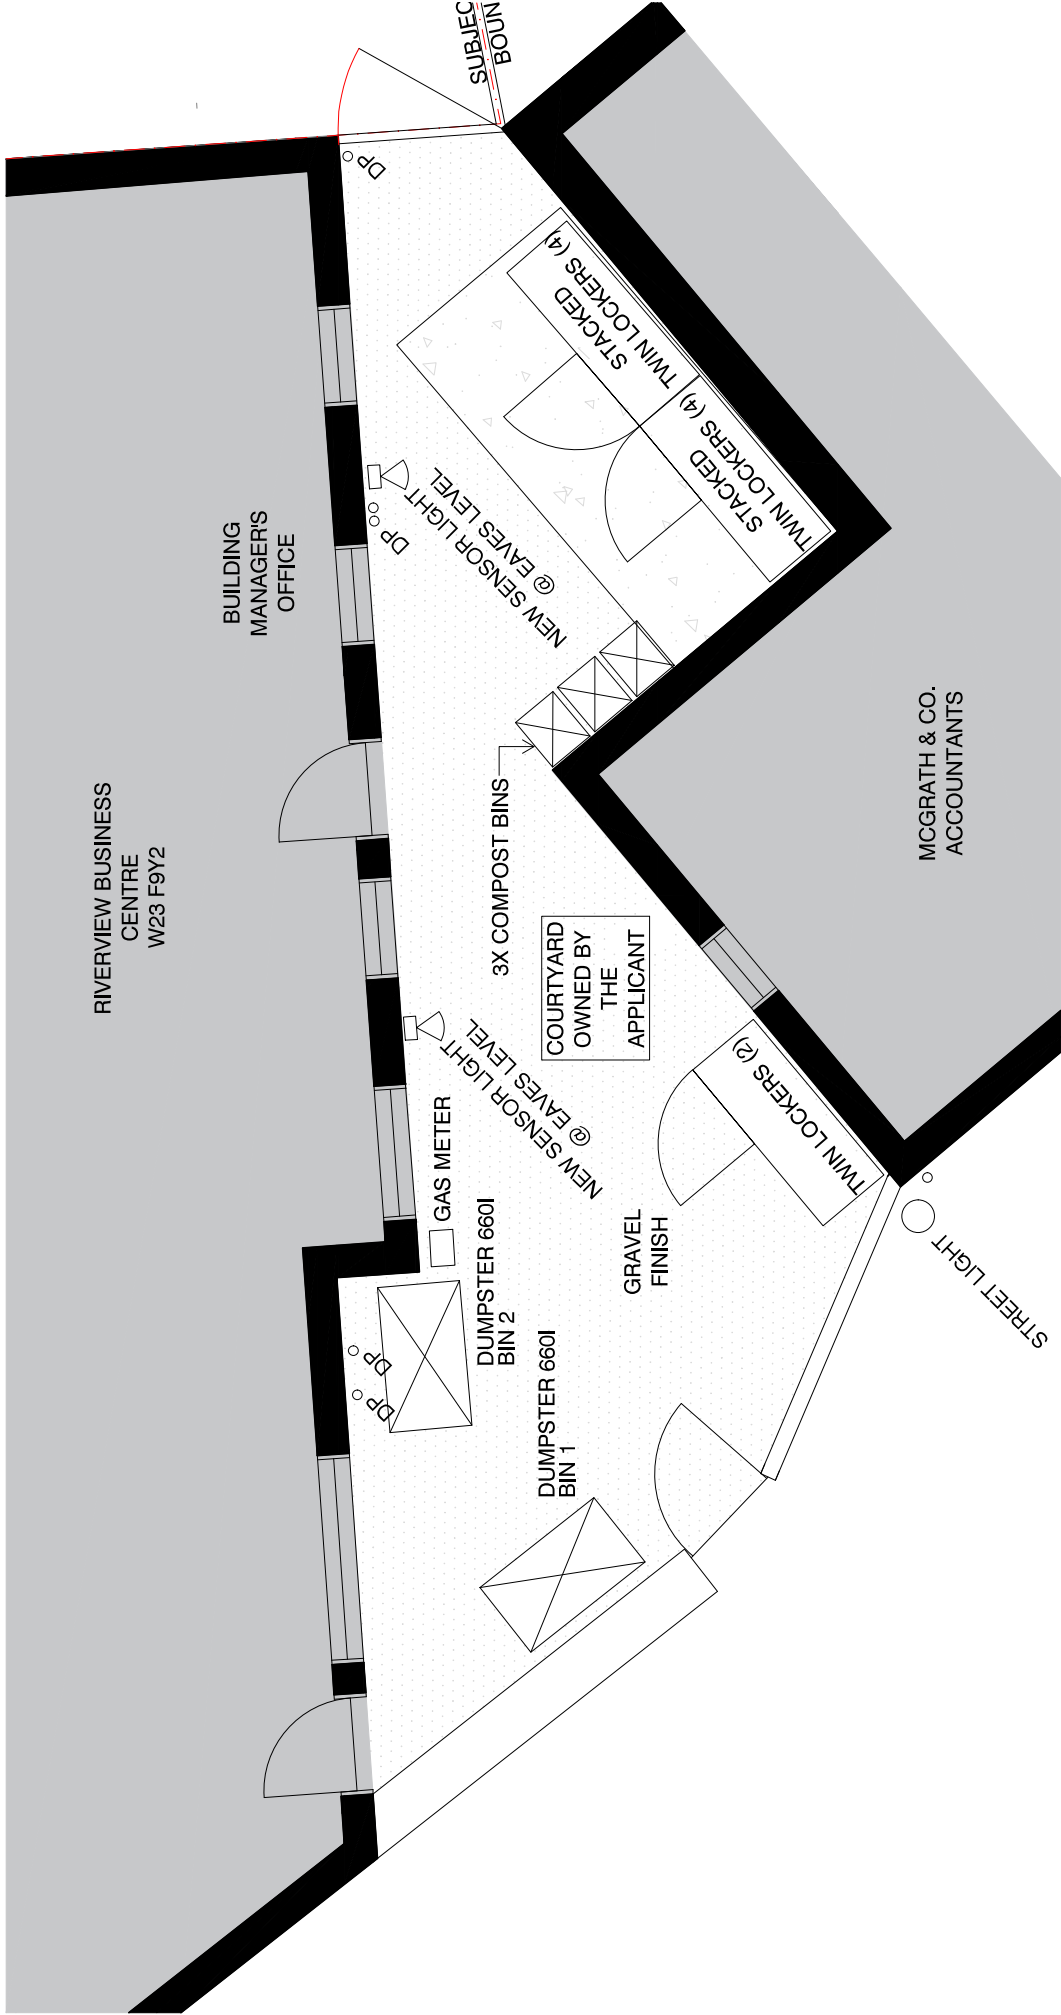 SUBJEC
BOUN
DP
STACKED
TWIN LOCKERS (4)
STACKED
TWIN LOCKERS (4)
NEW SENSOR LIGHT
@ EAVES LEVEL
DP
BUILDING
MANAGER'S
OFFICE
RIVERVIEW BUSINESS
CENTRE
W23 F9Y2
3X COMPOST BINS
COURTYARD
OWNED BY
THE
APPLICANT
MCGRATH & CO.
ACCOUNTANTS
NEW SENSOR LIGHT
@ EAVES LEVEL
TWIN LOCKERS (2)
GAS METER
GRAVEL
FINISH
DUMPSTER 660l
BIN 2
DP
DP
DUMPSTER 660l
BIN 1
STREET LIGHT